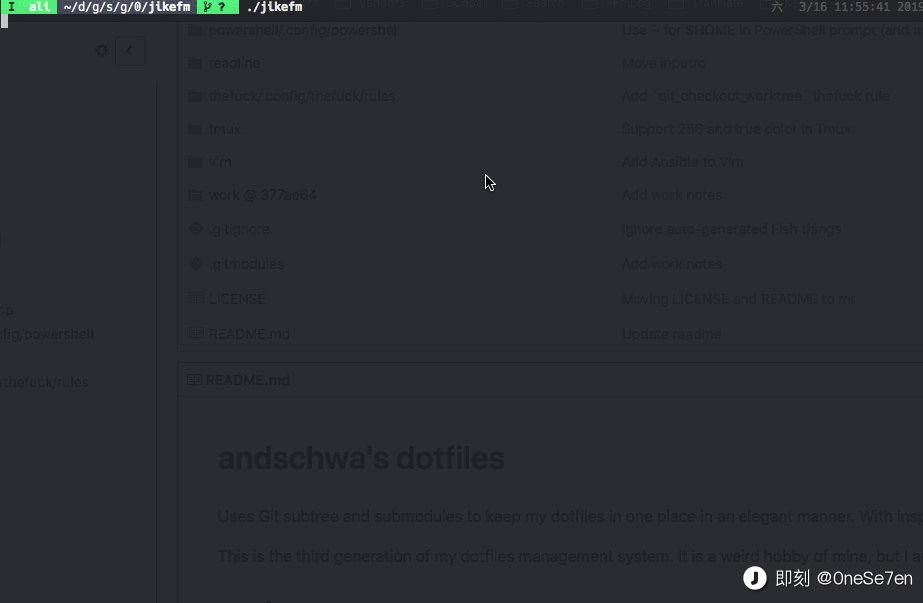 I ali ~/d/g/s/g/0/jikefm ? ./jikefm 六 3/16 11:55:41 2019
powershell/.config/powershell Use ~ for $HOME in PowerShell prompt (and u
readline Move inputrc
thefuck/.config/thefuck/rules Add `git_checkout_worktree` thefuck rule
tmux Support 256 and true color in Tmux
vim Add Ansible to Vim
work @ 377ae64 Add work notes
.gitignore Ignore auto-generated Fish things
.gitmodules Add work notes
LICENSE Moving LICENSE and README to mr
nfig/powershell
README.md Update readme
/thefuck/rules
README.md
andschwa's dotfiles
Uses Git subtree and submodules to keep my dotfiles in one place in an elegant manner. With insp
This is the third generation of my dotfiles management system. It is a weird hobby of mine, but I a
即刻 @0neSe7en